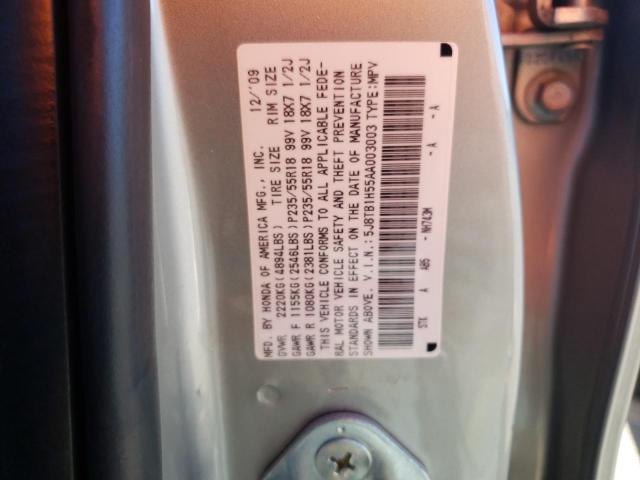 MFD. BY HONDA OF AMERICA MFG., INC. 12/'09
GVWR 2220KG(4894LBS) TIRE SIZE RIM SIZE
GAWR F 1155KG(2546LBS)P235/55R18 99V 18X7 1/2J
GAWR R 1080KG(2381LBS)P235/55R18 99V 18X7 1/2J
THIS VEHICLE CONFORMS TO ALL APPLICABLE FEDE-
RAL MOTOR VEHICLE SAFETY AND THEFT PREVENTION
STANDARDS IN EFFECT ON THE DATE OF MANUFACTURE
SHOWN ABOVE. V.I.N.:5J8TB1H55AA003003 TYPE:MPV
STK A AB5 - NH743M - A - A